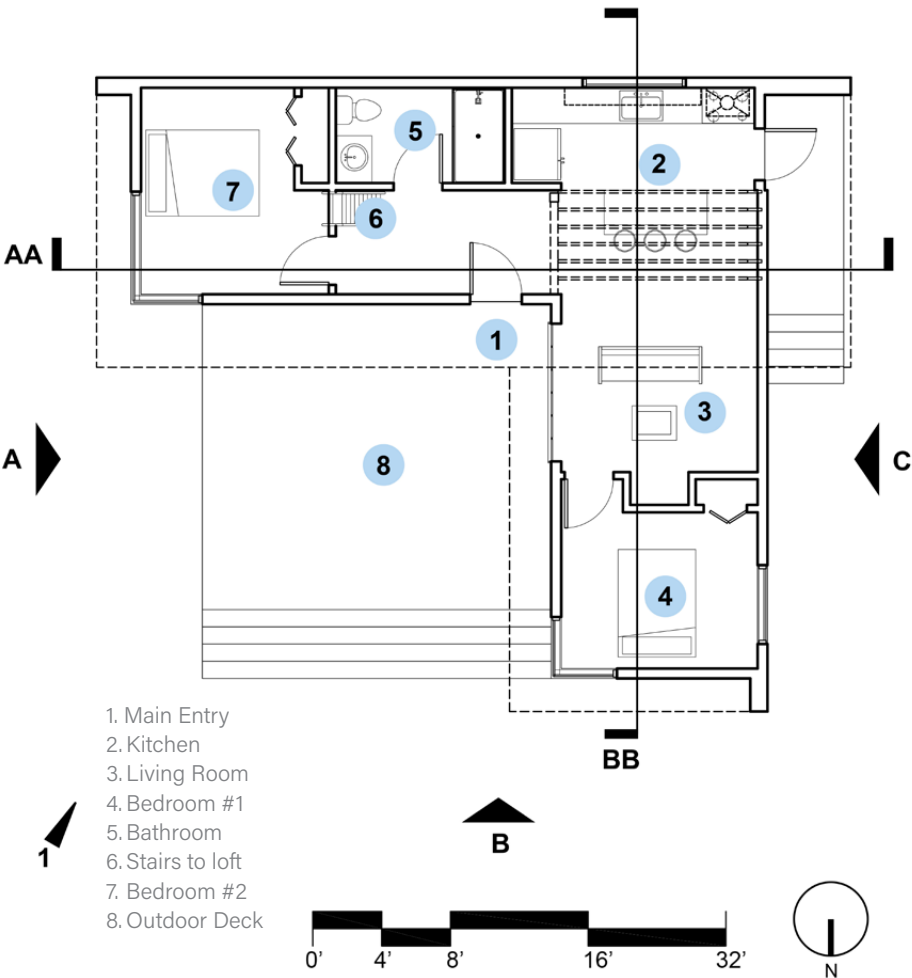 5
2
7
6
AA
1
3
A
8
C
4
1. Main Entry
2. Kitchen
3. Living Room
4. Bedroom #1
5. Bathroom
6. Stairs to loft
7. Bedroom #2
8. Outdoor Deck
BB
1
B
0' 4' 8' 16' 32'
N